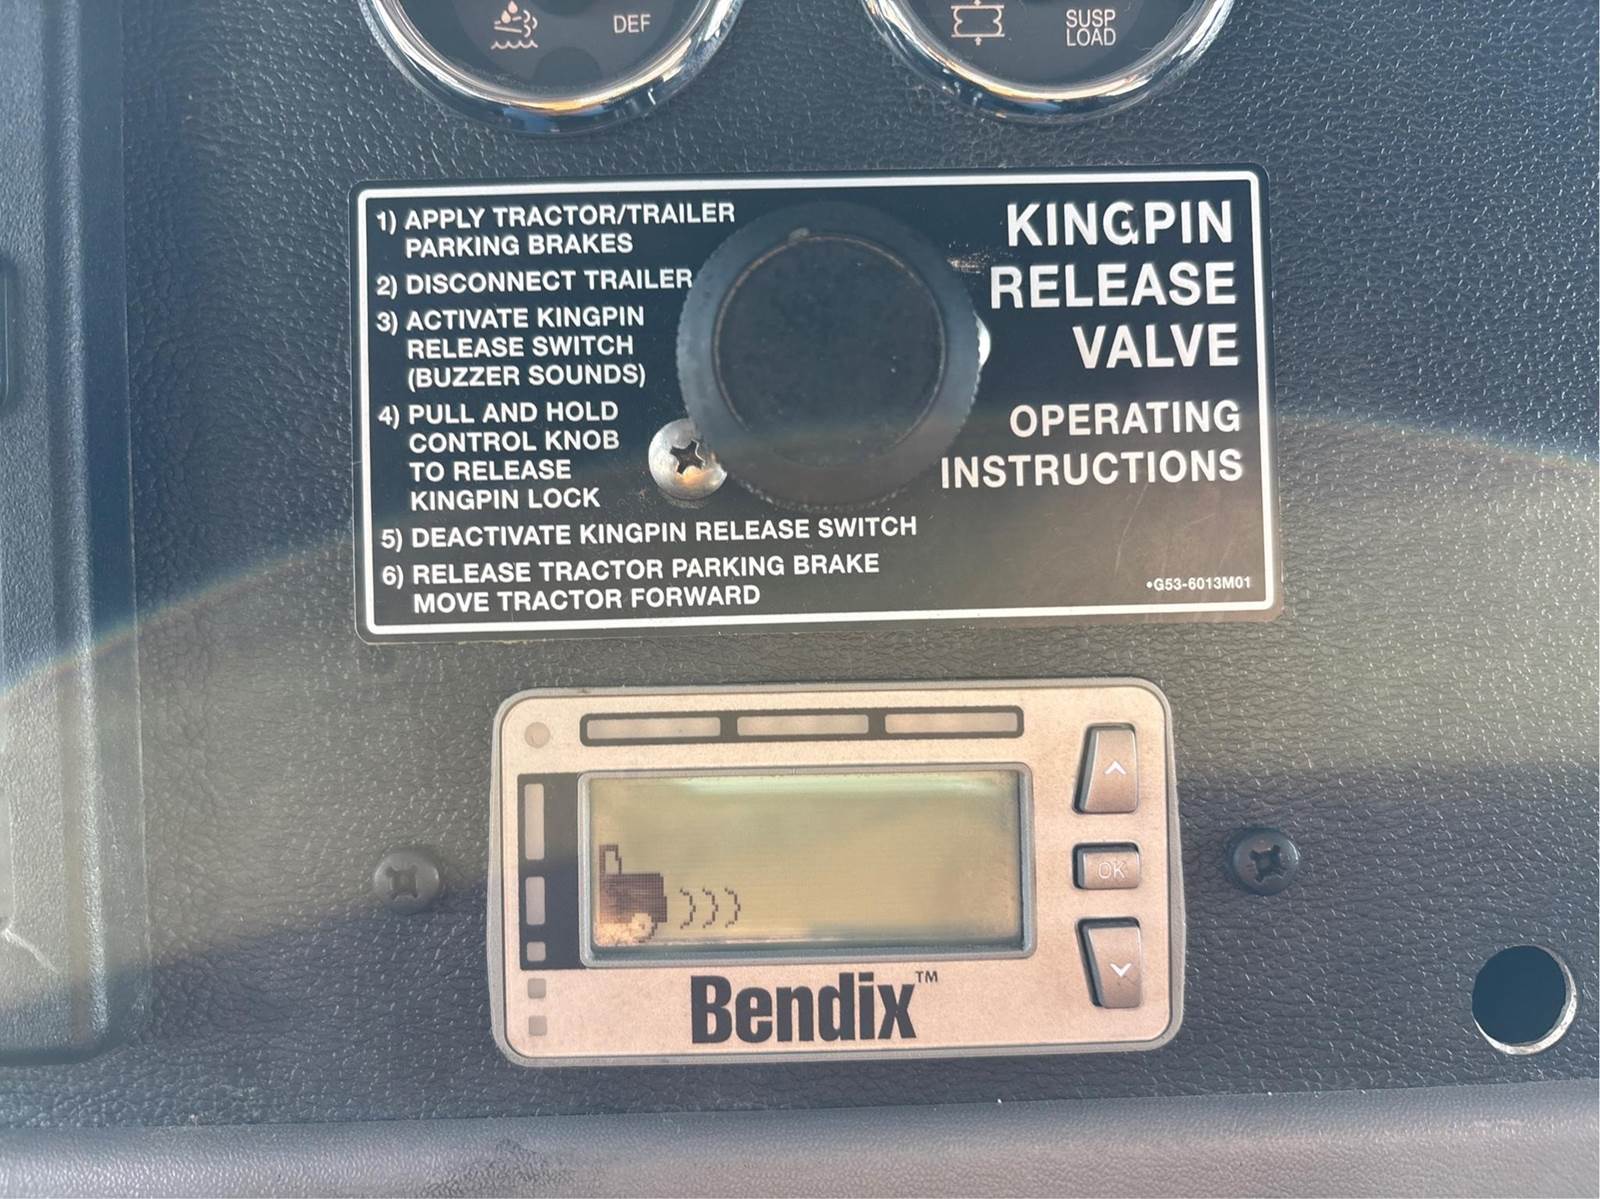 DEF
SUSP
LOAD
1) APPLY TRACTOR/TRAILER
PARKING BRAKES
2) DISCONNECT TRAILER
3) ACTIVATE KINGPIN
RELEASE SWITCH
(BUZZER SOUNDS)
4) PULL AND HOLD
CONTROL KNOB
TO RELEASE
KINGPIN LOCK
5) DEACTIVATE KINGPIN RELEASE SWITCH
6) RELEASE TRACTOR PARKING BRAKE
MOVE TRACTOR FORWARD
KINGPIN
RELEASE
VALVE
OPERATING
INSTRUCTIONS
•G53-6013M01
OK
Bendix™